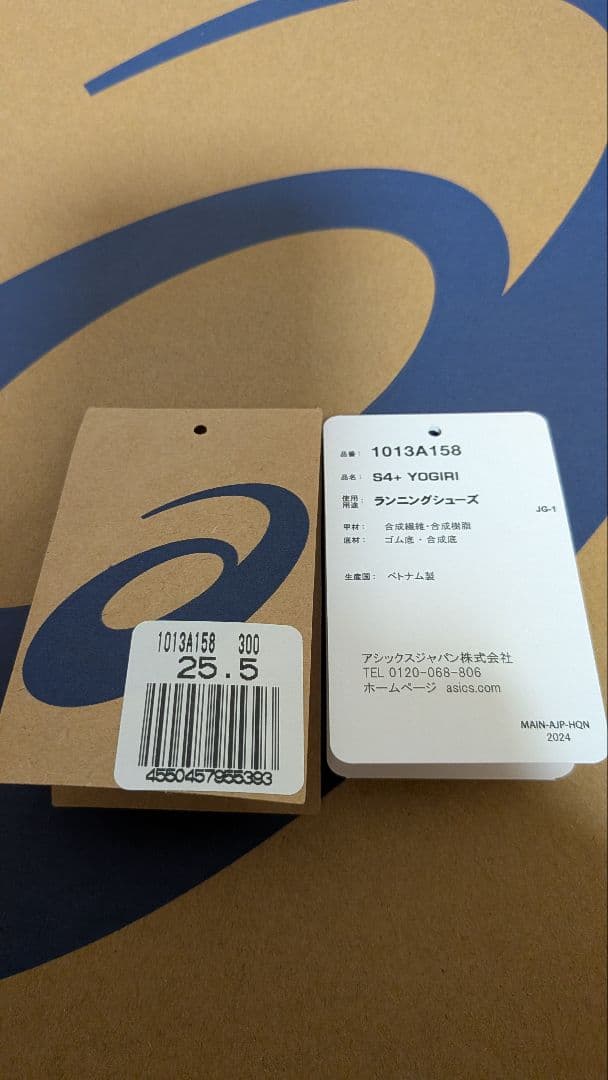 1013A158 300
25.5
4550457955393
品番： 1013A158
品名： S4+ YOGIRI
使用用途： ランニングシューズ
JG-1
甲材： 合成繊維・合成樹脂
底材： ゴム底・合成底
生産国： ベトナム製
アシックスジャパン株式会社
TEL 0120-068-806
ホームページ asics.com
MAIN-AJP-HQN
2024